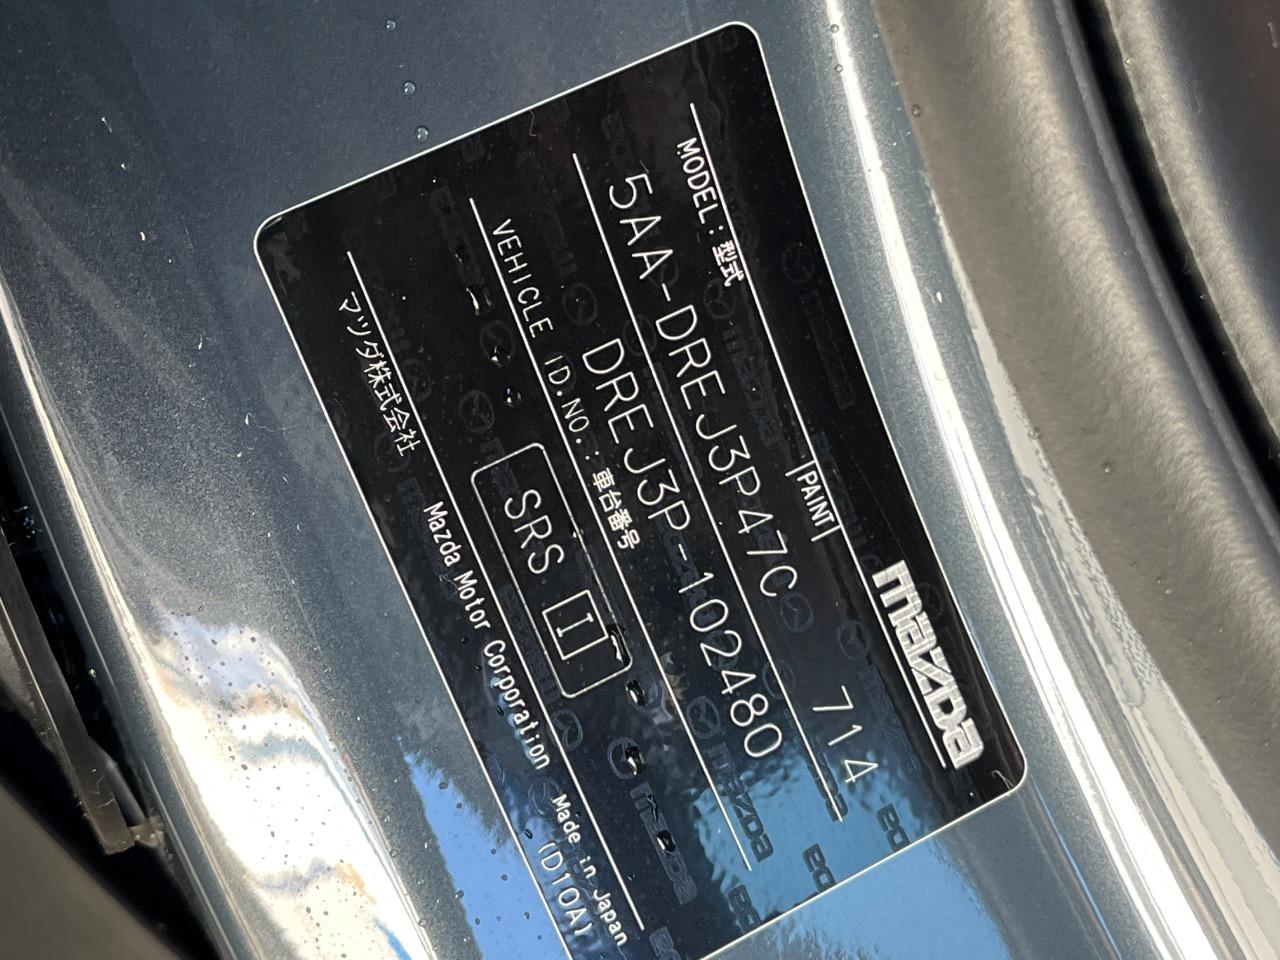 mazda
MODEL:型式 PAINT
5AA-DREJ3P47C 714
VEHICLE ID.NO.:車台番号
DREJ3P-102480
SRS I
マツダ株式会社 Mazda Motor Corporation Made in Japan
(D10A)